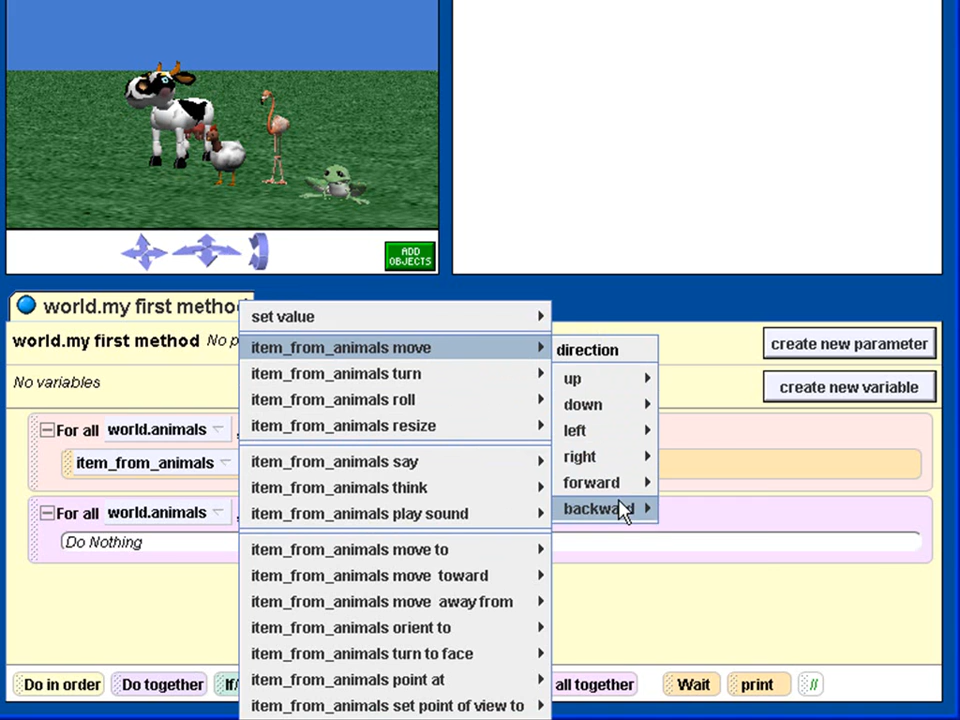 ADD
OBJECTS
world.my first metho
set value
world.my first method No p
create new parameter
item_from_animals move
direction
item_from_animals turn
up
No variables
create new variable
item_from_animals roll
down
item_from_animals resize
left
For all world.animals ,
right
item_from_animals
item_from_animals say
forward
item_from_animals think
backward
For all world.animals ,
item_from_animals play sound
Do Nothing
item_from_animals move to
item_from_animals move toward
item_from_animals move away from
item_from_animals orient to
item_from_animals turn to face
item_from_animals point at
item_from_animals set point of view to
Do in order Do together If/ all together Wait print //